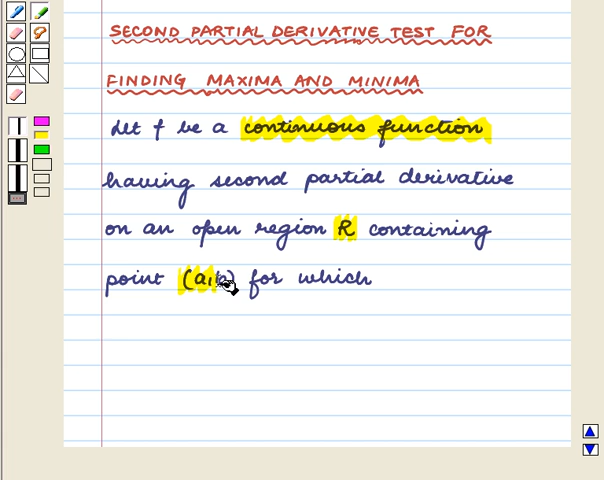 SECOND PARTIAL DERIVATIVE TEST FOR
FINDING MAXIMA AND MINIMA
Let f be a continuous function
having second partial derivative
on an open region R containing
point (a,b) for which